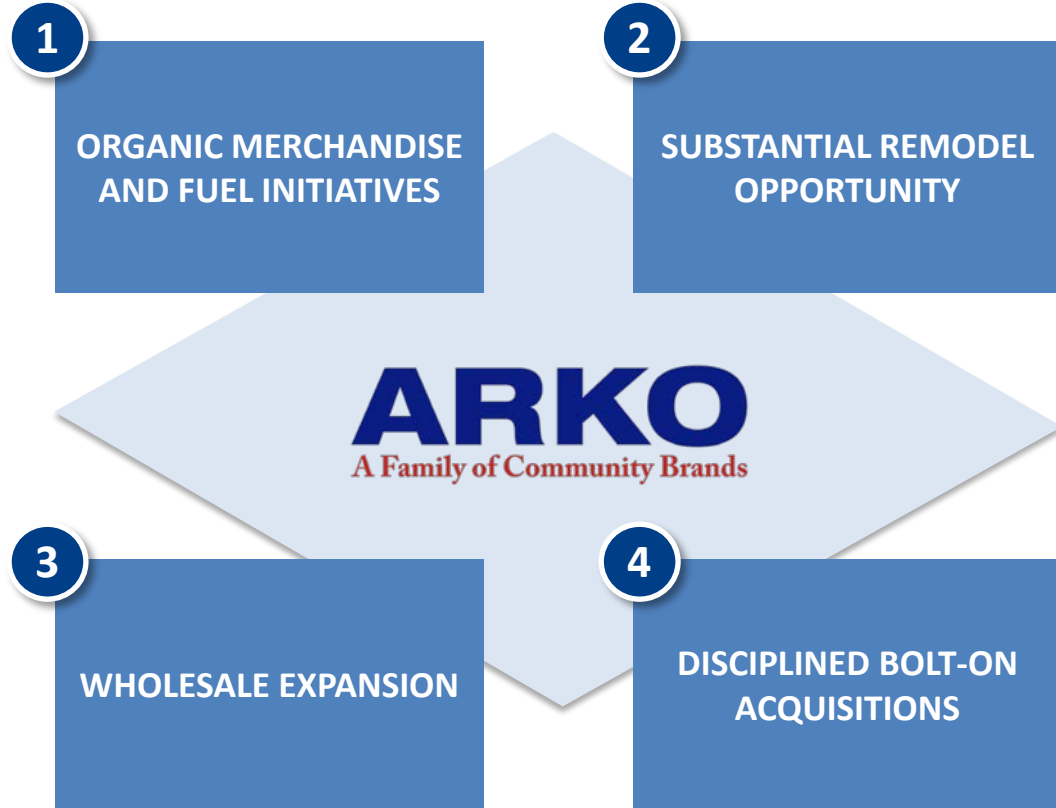 1
ORGANIC MERCHANDISE
AND FUEL INITIATIVES
2
SUBSTANTIAL REMODEL
OPPORTUNITY
ARKO
A Family of Community Brands
3
WHOLESALE EXPANSION
4
DISCIPLINED BOLT-ON
ACQUISITIONS